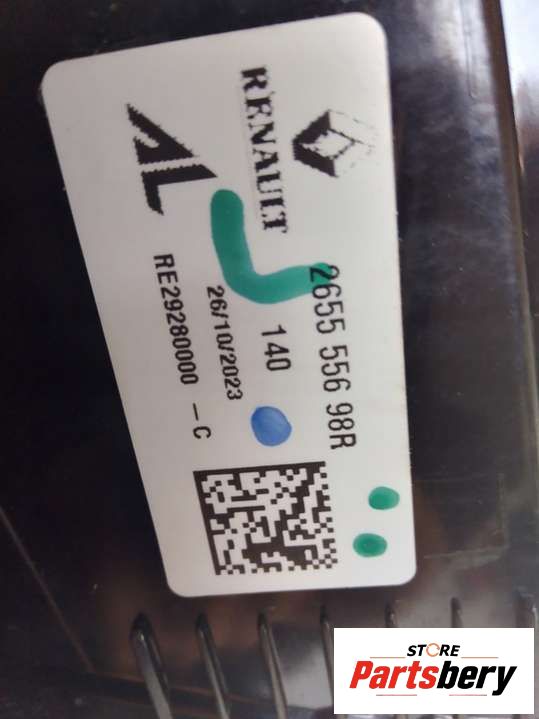 RENAULT
2655 556 98R
140
AL
26/10/2023
RE29280000 - C
STORE
Partsbery